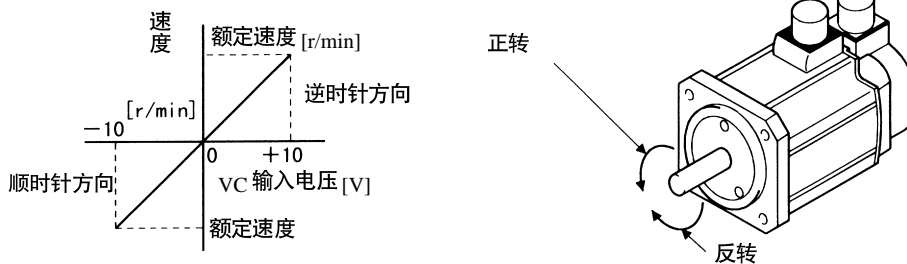 速度
额定速度 [r/min]
正转
逆时针方向
[r/min]
-10
0
+10
顺时针方向
VC 输入电压 [V]
额定速度
反转